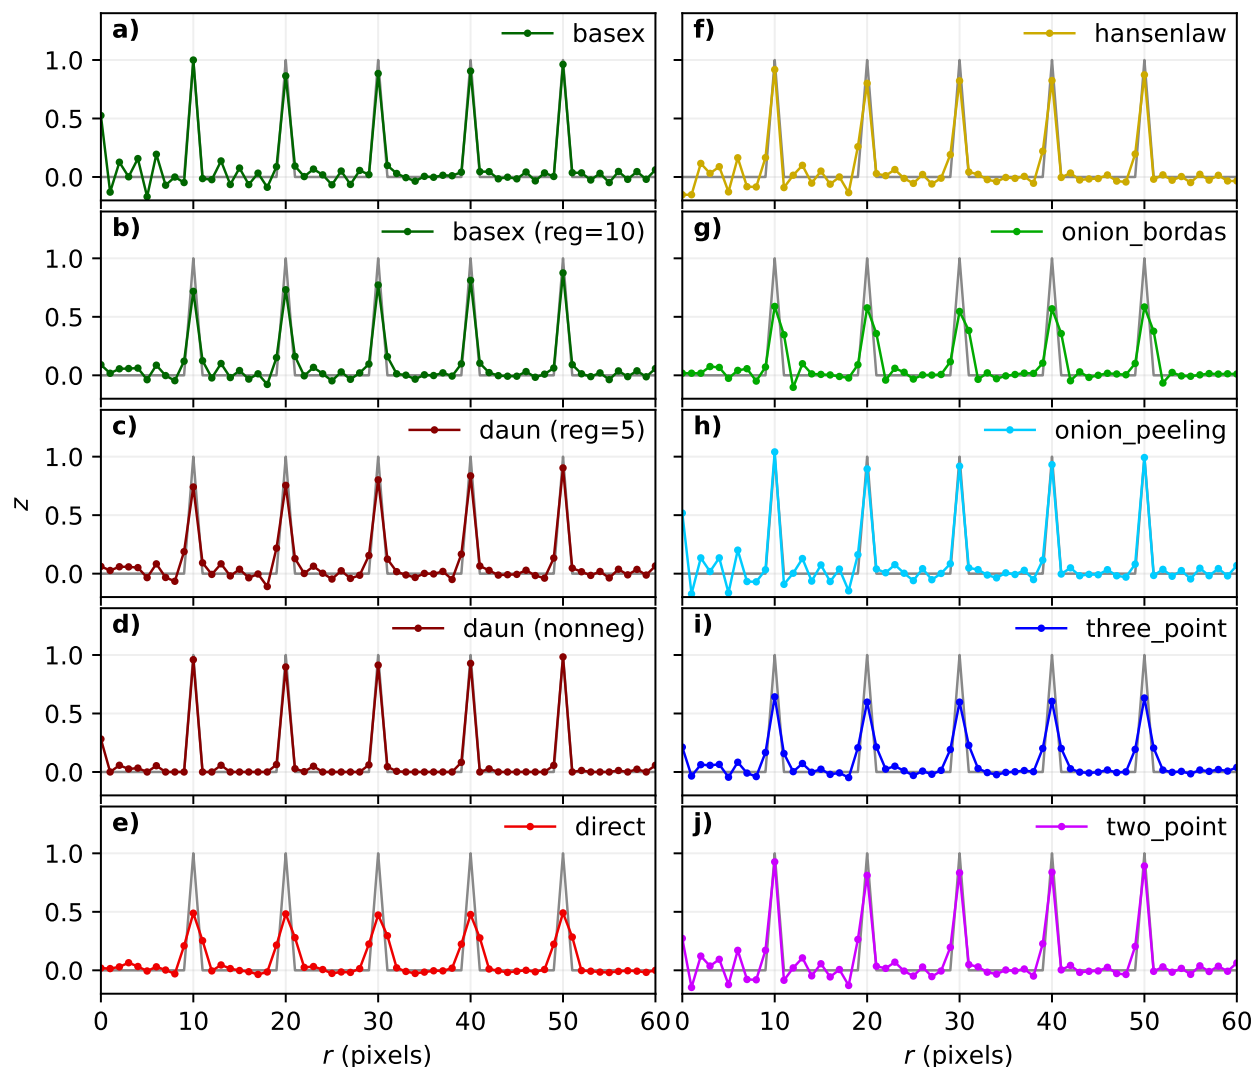 a)
basex
1.0
0.5
0.0
b)
basex (reg=10)
1.0
0.5
0.0
c)
daun (reg=5)
1.0
0.5
0.0
z
d)
daun (nonneg)
1.0
0.5
0.0
e)
direct
1.0
0.5
0.0
0 10 20 30 40 50 60
r (pixels)
f)
hansenlaw
g)
onion_bordas
h)
onion_peeling
i)
three_point
j)
two_point
0 10 20 30 40 50 60
r (pixels)